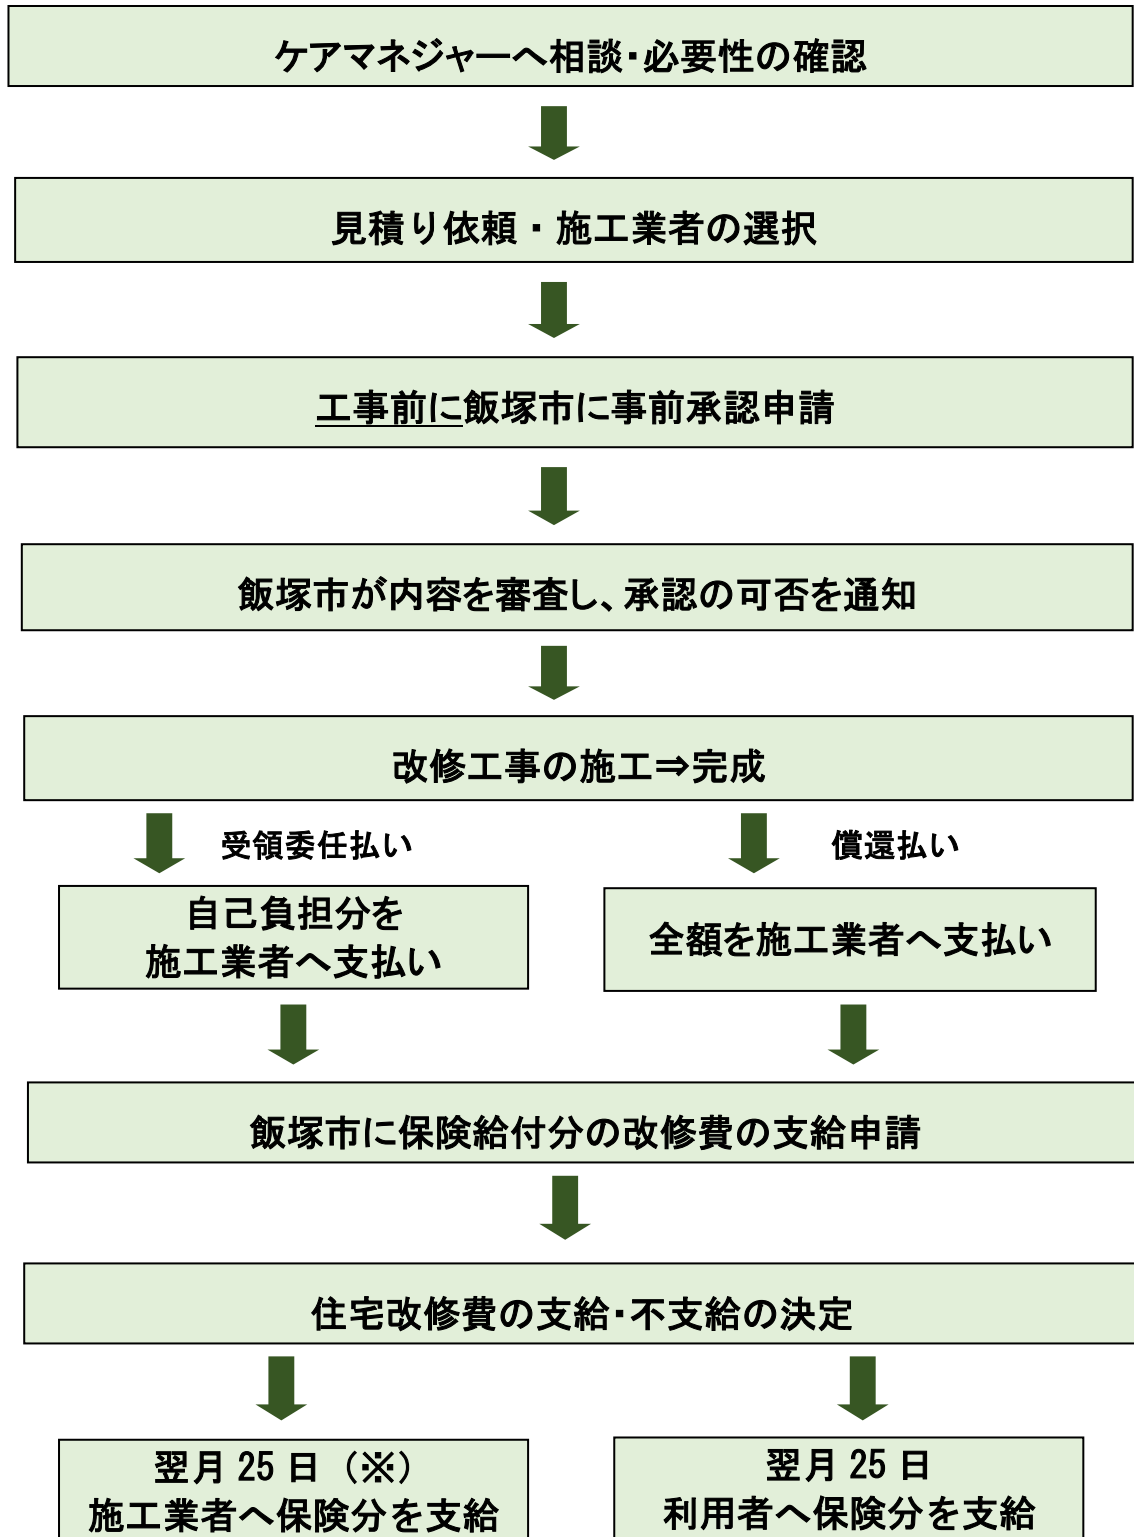 ケアマネジャーへ相談・必要性の確認
見積り依頼・施工業者の選択
工事前に飯塚市に事前承認申請
飯塚市が内容を審査し、承認の可否を通知
改修工事の施工⇒完成
受領委任払い
償還払い
自己負担分を
施工業者へ支払い
全額を施工業者へ支払い
飯塚市に保険給付分の改修費の支給申請
住宅改修費の支給・不支給の決定
翌月 25 日（※）
施工業者へ保険分を支給
翌月 25 日
利用者へ保険分を支給